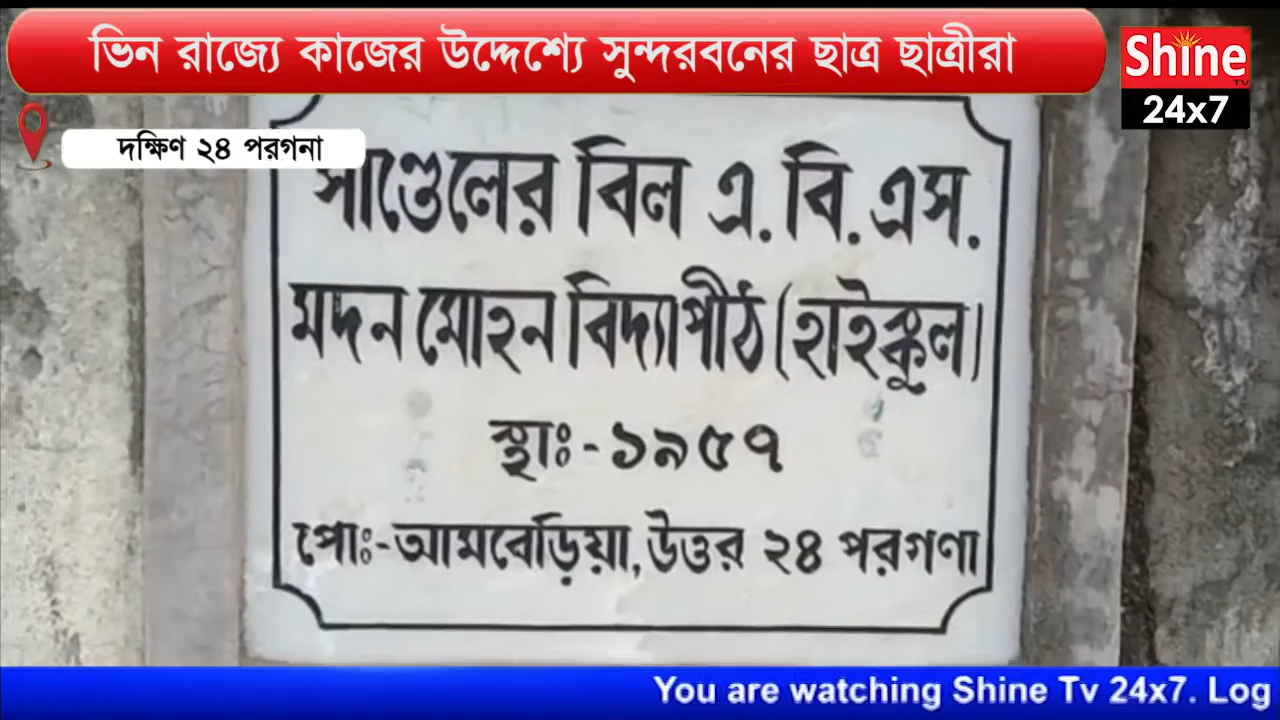 ভিন রাজ্যে কাজের উদ্দেশ্যে সুন্দরবনের ছাত্র ছাত্রীরা
Shine
TV
24x7
দক্ষিণ ২৪ পরগনা
সাণ্ডেলের বিল এ. বি. এস.
মদন মোহন বিদ্যাপীঠ (হাইস্কুল)
স্থাঃ-১৯৫৭
পোঃ-আমবেড়িয়া, উত্তর ২৪ পরগণা
You are watching Shine Tv 24x7. Log